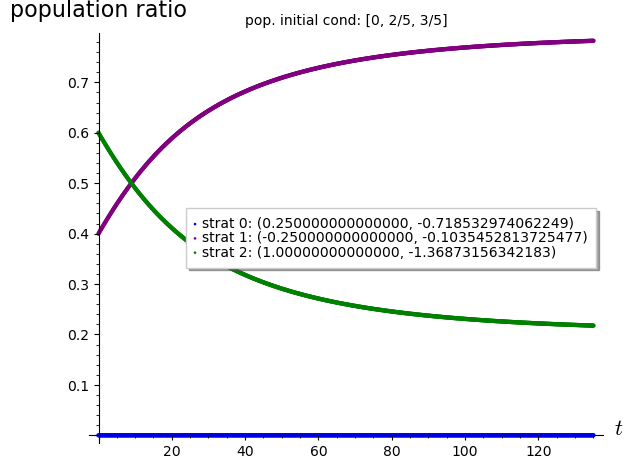 population ratio
pop. initial cond: [0, 2/5, 3/5]
0.7
0.6
0.5
0.4
0.3
0.2
0.1
strat 0: (0.250000000000000, -0.718532974062249)
strat 1: (-0.250000000000000, -0.1035452813725477)
strat 2: (1.00000000000000, -1.36873156342183)
20 40 60 80 100 120
t